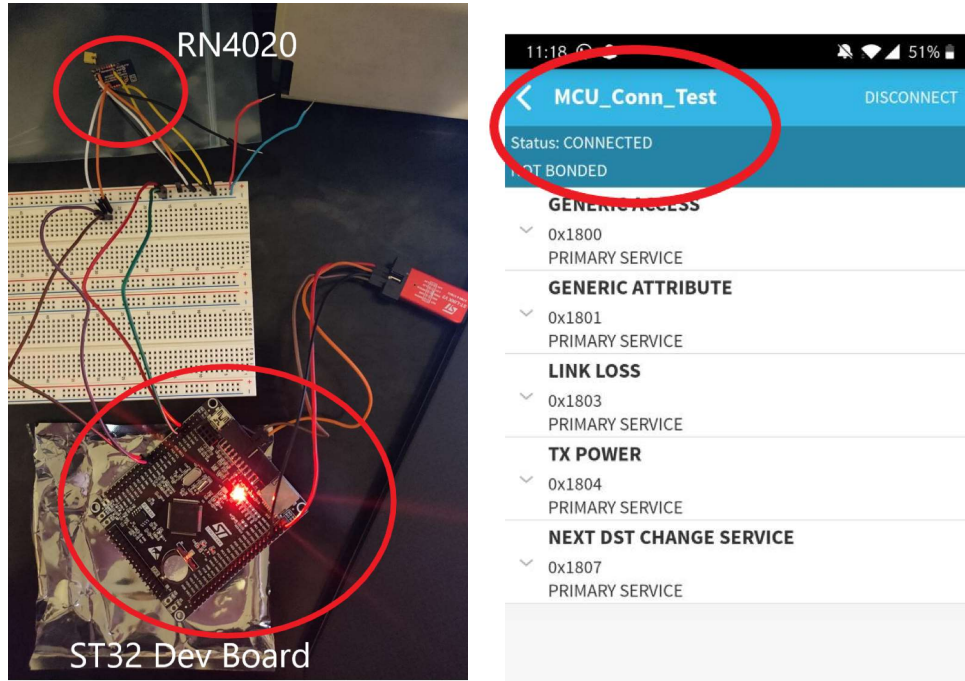 RN4020
ST32 Dev Board
11:18
51%
MCU_Conn_Test
DISCONNECT
Status: CONNECTED
NOT BONDED
GENERIC ACCESS
0x1800
PRIMARY SERVICE
GENERIC ATTRIBUTE
0x1801
PRIMARY SERVICE
LINK LOSS
0x1803
PRIMARY SERVICE
TX POWER
0x1804
PRIMARY SERVICE
NEXT DST CHANGE SERVICE
0x1807
PRIMARY SERVICE